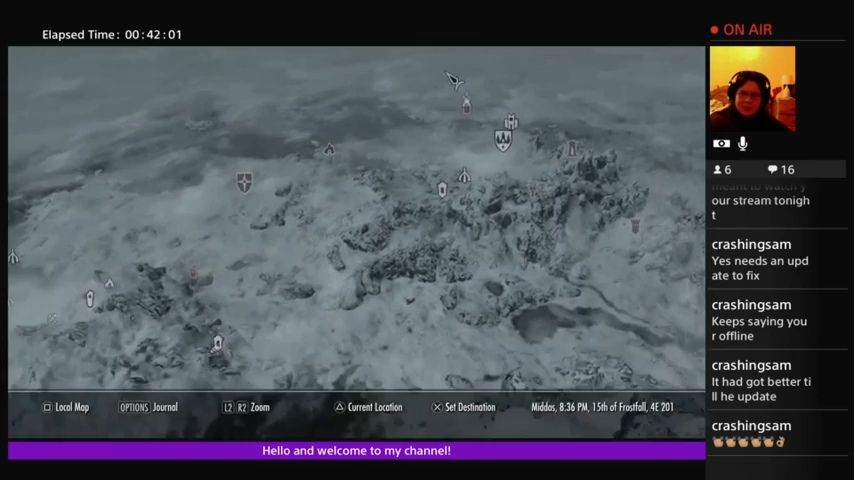 Elapsed Time: 00:42:01
ON AIR
6
16
our stream tonigh
t
crashingsam
Yes needs an upd
ate to fix
crashingsam
Keeps saying you
r offline
crashingsam
It had got better ti
ll he update
crashingsam
Local Map
OPTIONS Journal
L2 R2 Zoom
Current Location
Set Destination
Middas, 8:36 PM, 15th of Frostfall, 4E 201
Hello and welcome to my channel!